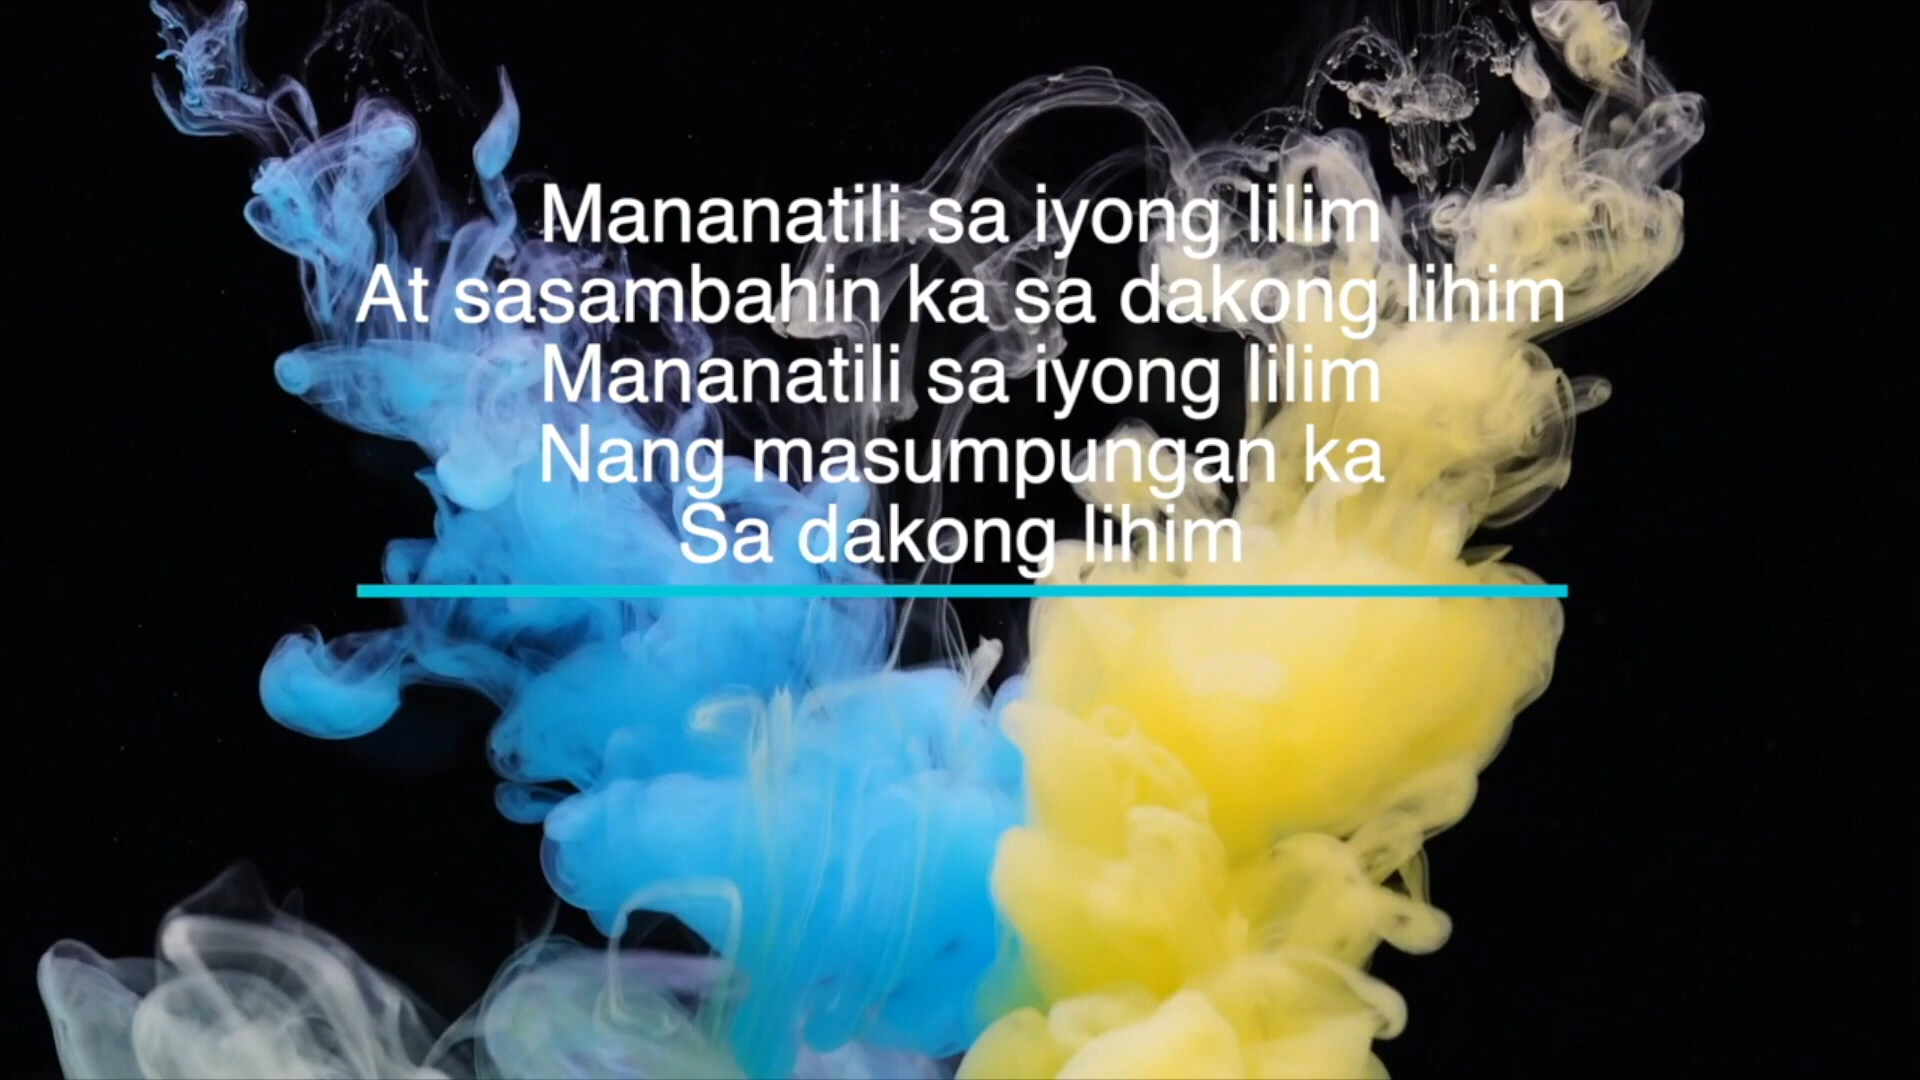 Mananatili sa iyong lilim
At sasambahin ka sa dakong lihim
Mananatili sa iyong lilim
Nang masumpungan ka
Sa dakong lihim